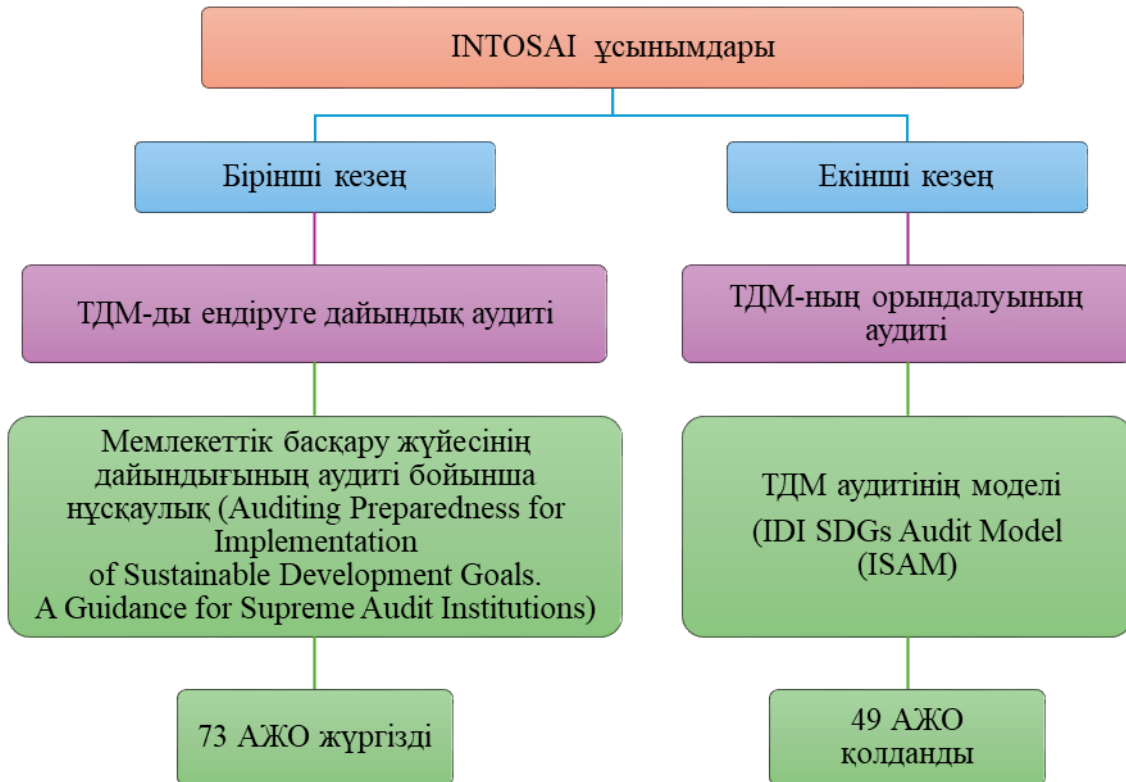 INTOSAI ұсынымдары
Бірінші кезең
Екінші кезең
ТДМ-ды ендіруге дайындық аудиті
ТДМ-ның орындалуының
аудиті
Мемлекеттік басқару жүйесінің
дайындығының аудиті бойынша
нұсқаулық (Auditing Preparedness for
Implementation
of Sustainable Development Goals.
A Guidance for Supreme Audit Institutions)
ТДМ аудитінің моделі
(IDI SDGs Audit Model
(ISAM)
73 АЖО жүргізді
49 АЖО
қолданды